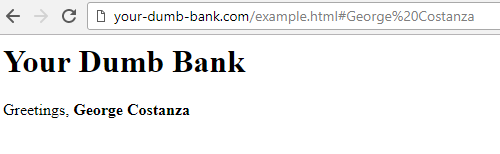 your-dumb-bank.com/example.html#George%20Costanza
Your Dumb Bank
Greetings, George Costanza